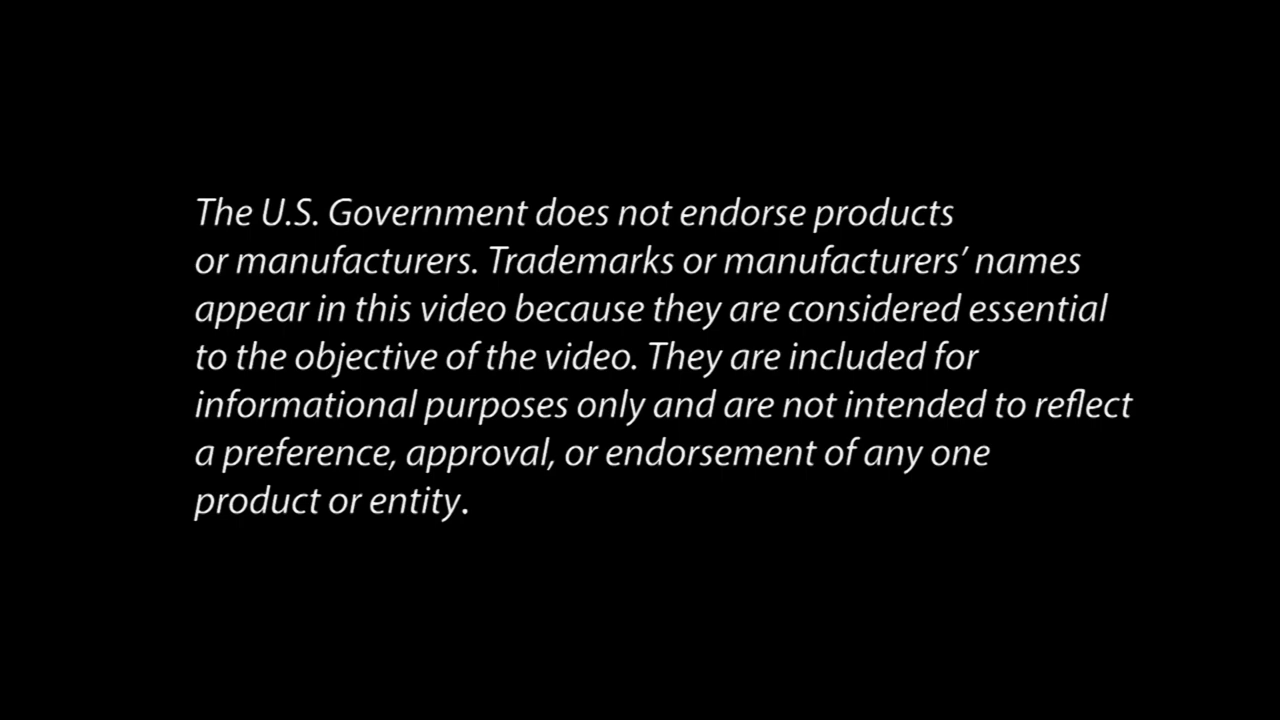 The U.S. Government does not endorse products
or manufacturers. Trademarks or manufacturers’ names
appear in this video because they are considered essential
to the objective of the video. They are included for
informational purposes only and are not intended to reflect
a preference, approval, or endorsement of any one
product or entity.